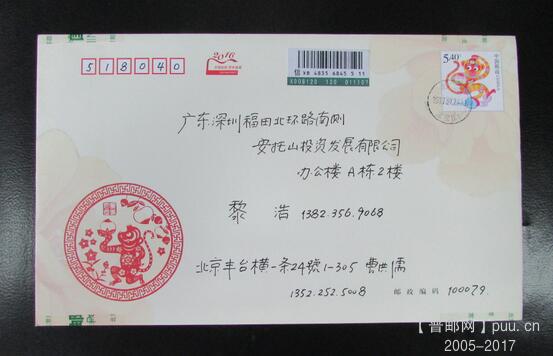 518040
2016
信 XB 4835 6845 5 11
5.40元
中国邮政
广东深圳福田北环路南侧
安托山投资发展有限公司
办公楼A栋2楼
黎 浩 1382.356.9068
北京丰台横一条24號1-305 曹世儒
1352.252.5008 邮政编码 100079.
【普邮网】puu.cn
2005-2017